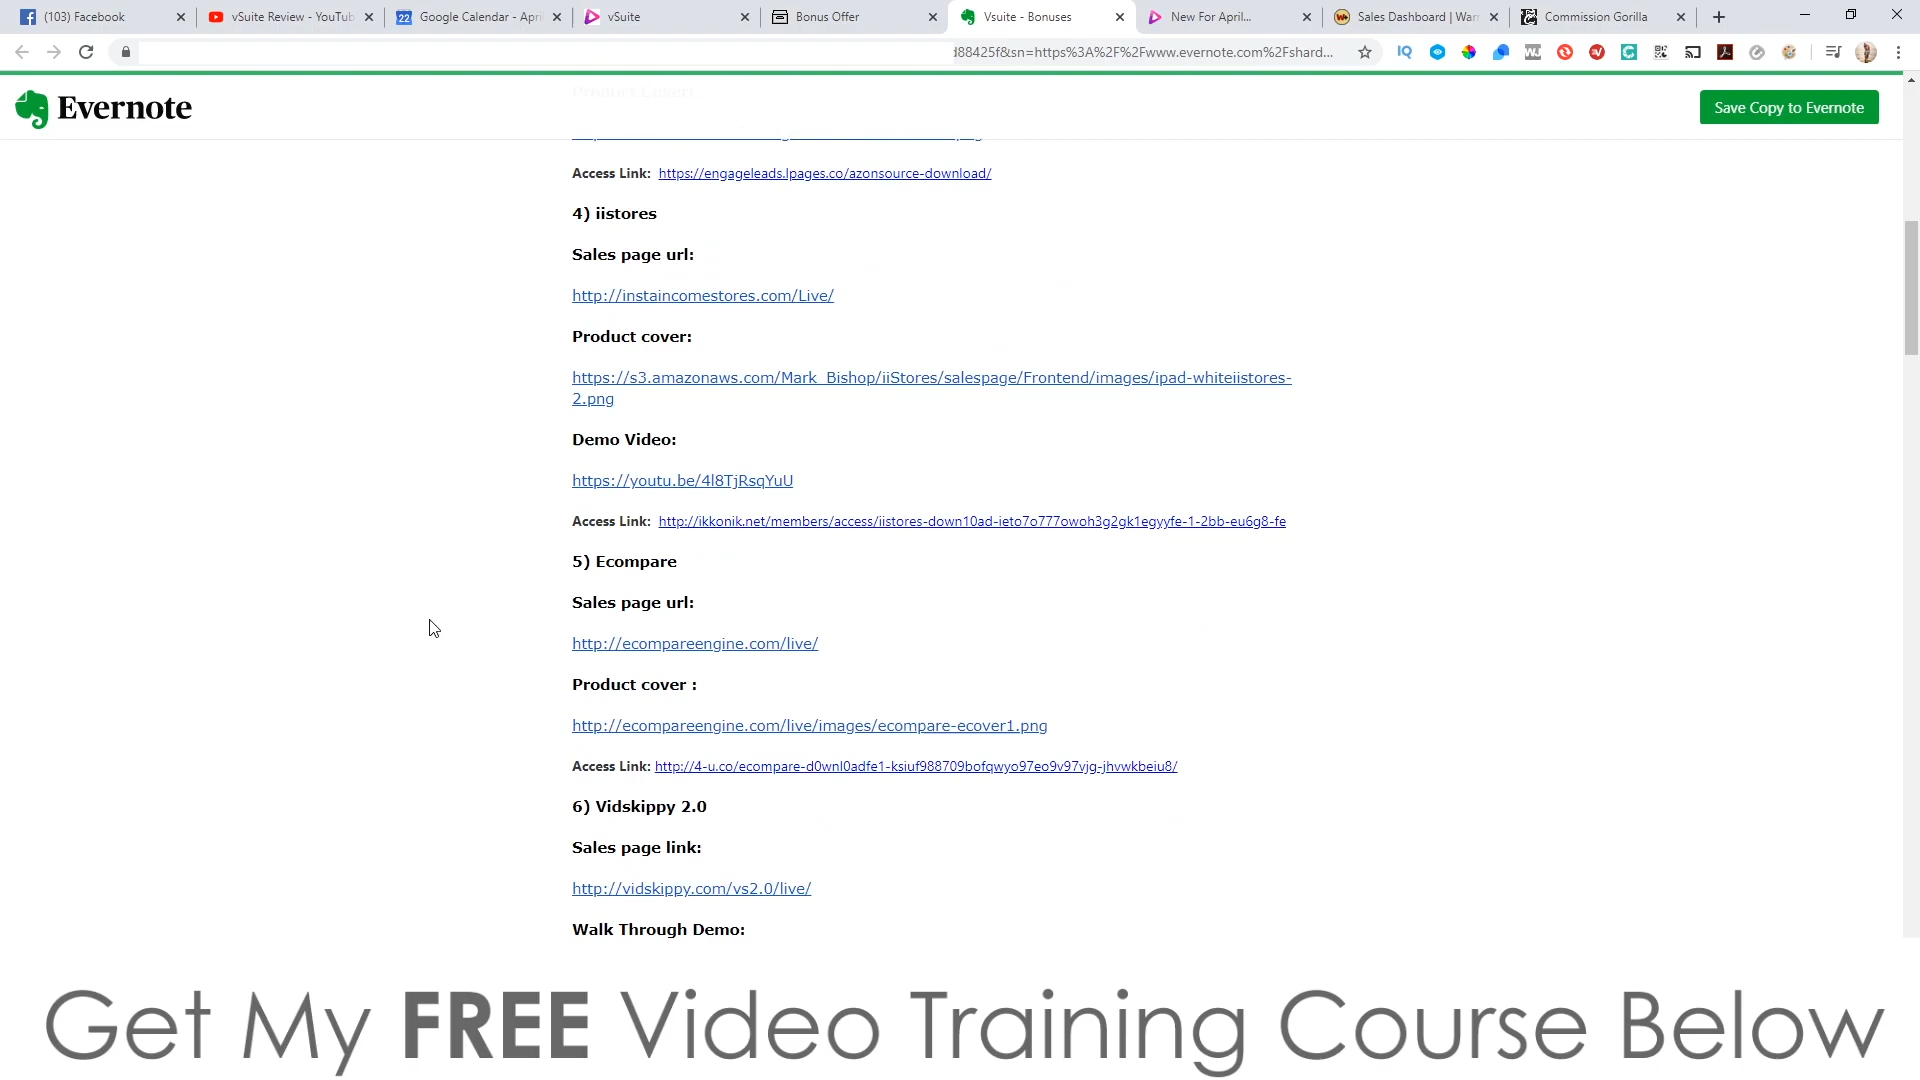 (103) Facebook
vSuite Review - YouTub
Google Calendar - Apri
vSuite
Bonus Offer
Vsuite - Bonuses
New For April...
Sales Dashboard | War
Commission Gorilla
d88425f&sn=https%3A%2F%2Fwww.evernote.com%2Fshard...
Evernote
Save Copy to Evernote
Access Link: https://engageleads.lpages.co/azonsource-download/
4) iistores
Sales page url:
http://instaincomestores.com/Live/
Product cover:
https://s3.amazonaws.com/Mark_Bishop/iiStores/salespage/Frontend/images/ipad-whiteiistores-
2.png
Demo Video:
https://youtu.be/4l8TjRsqYuU
Access Link: http://ikkonik.net/members/access/iistores-down10ad-ieto7o777owoh3g2gk1egyyfe-1-2bb-eu6g8-fe
5) Ecompare
Sales page url:
http://ecompareengine.com/live/
Product cover :
http://ecompareengine.com/live/images/ecompare-ecover1.png
Access Link: http://4-u.co/ecompare-d0wnl0adfe1-ksiuf988709bofqwyo97eo9v97vjg-jhvwkbeiu8/
6) Vidskippy 2.0
Sales page link:
http://vidskippy.com/vs2.0/live/
Walk Through Demo:
Get My FREE Video Training Course Below